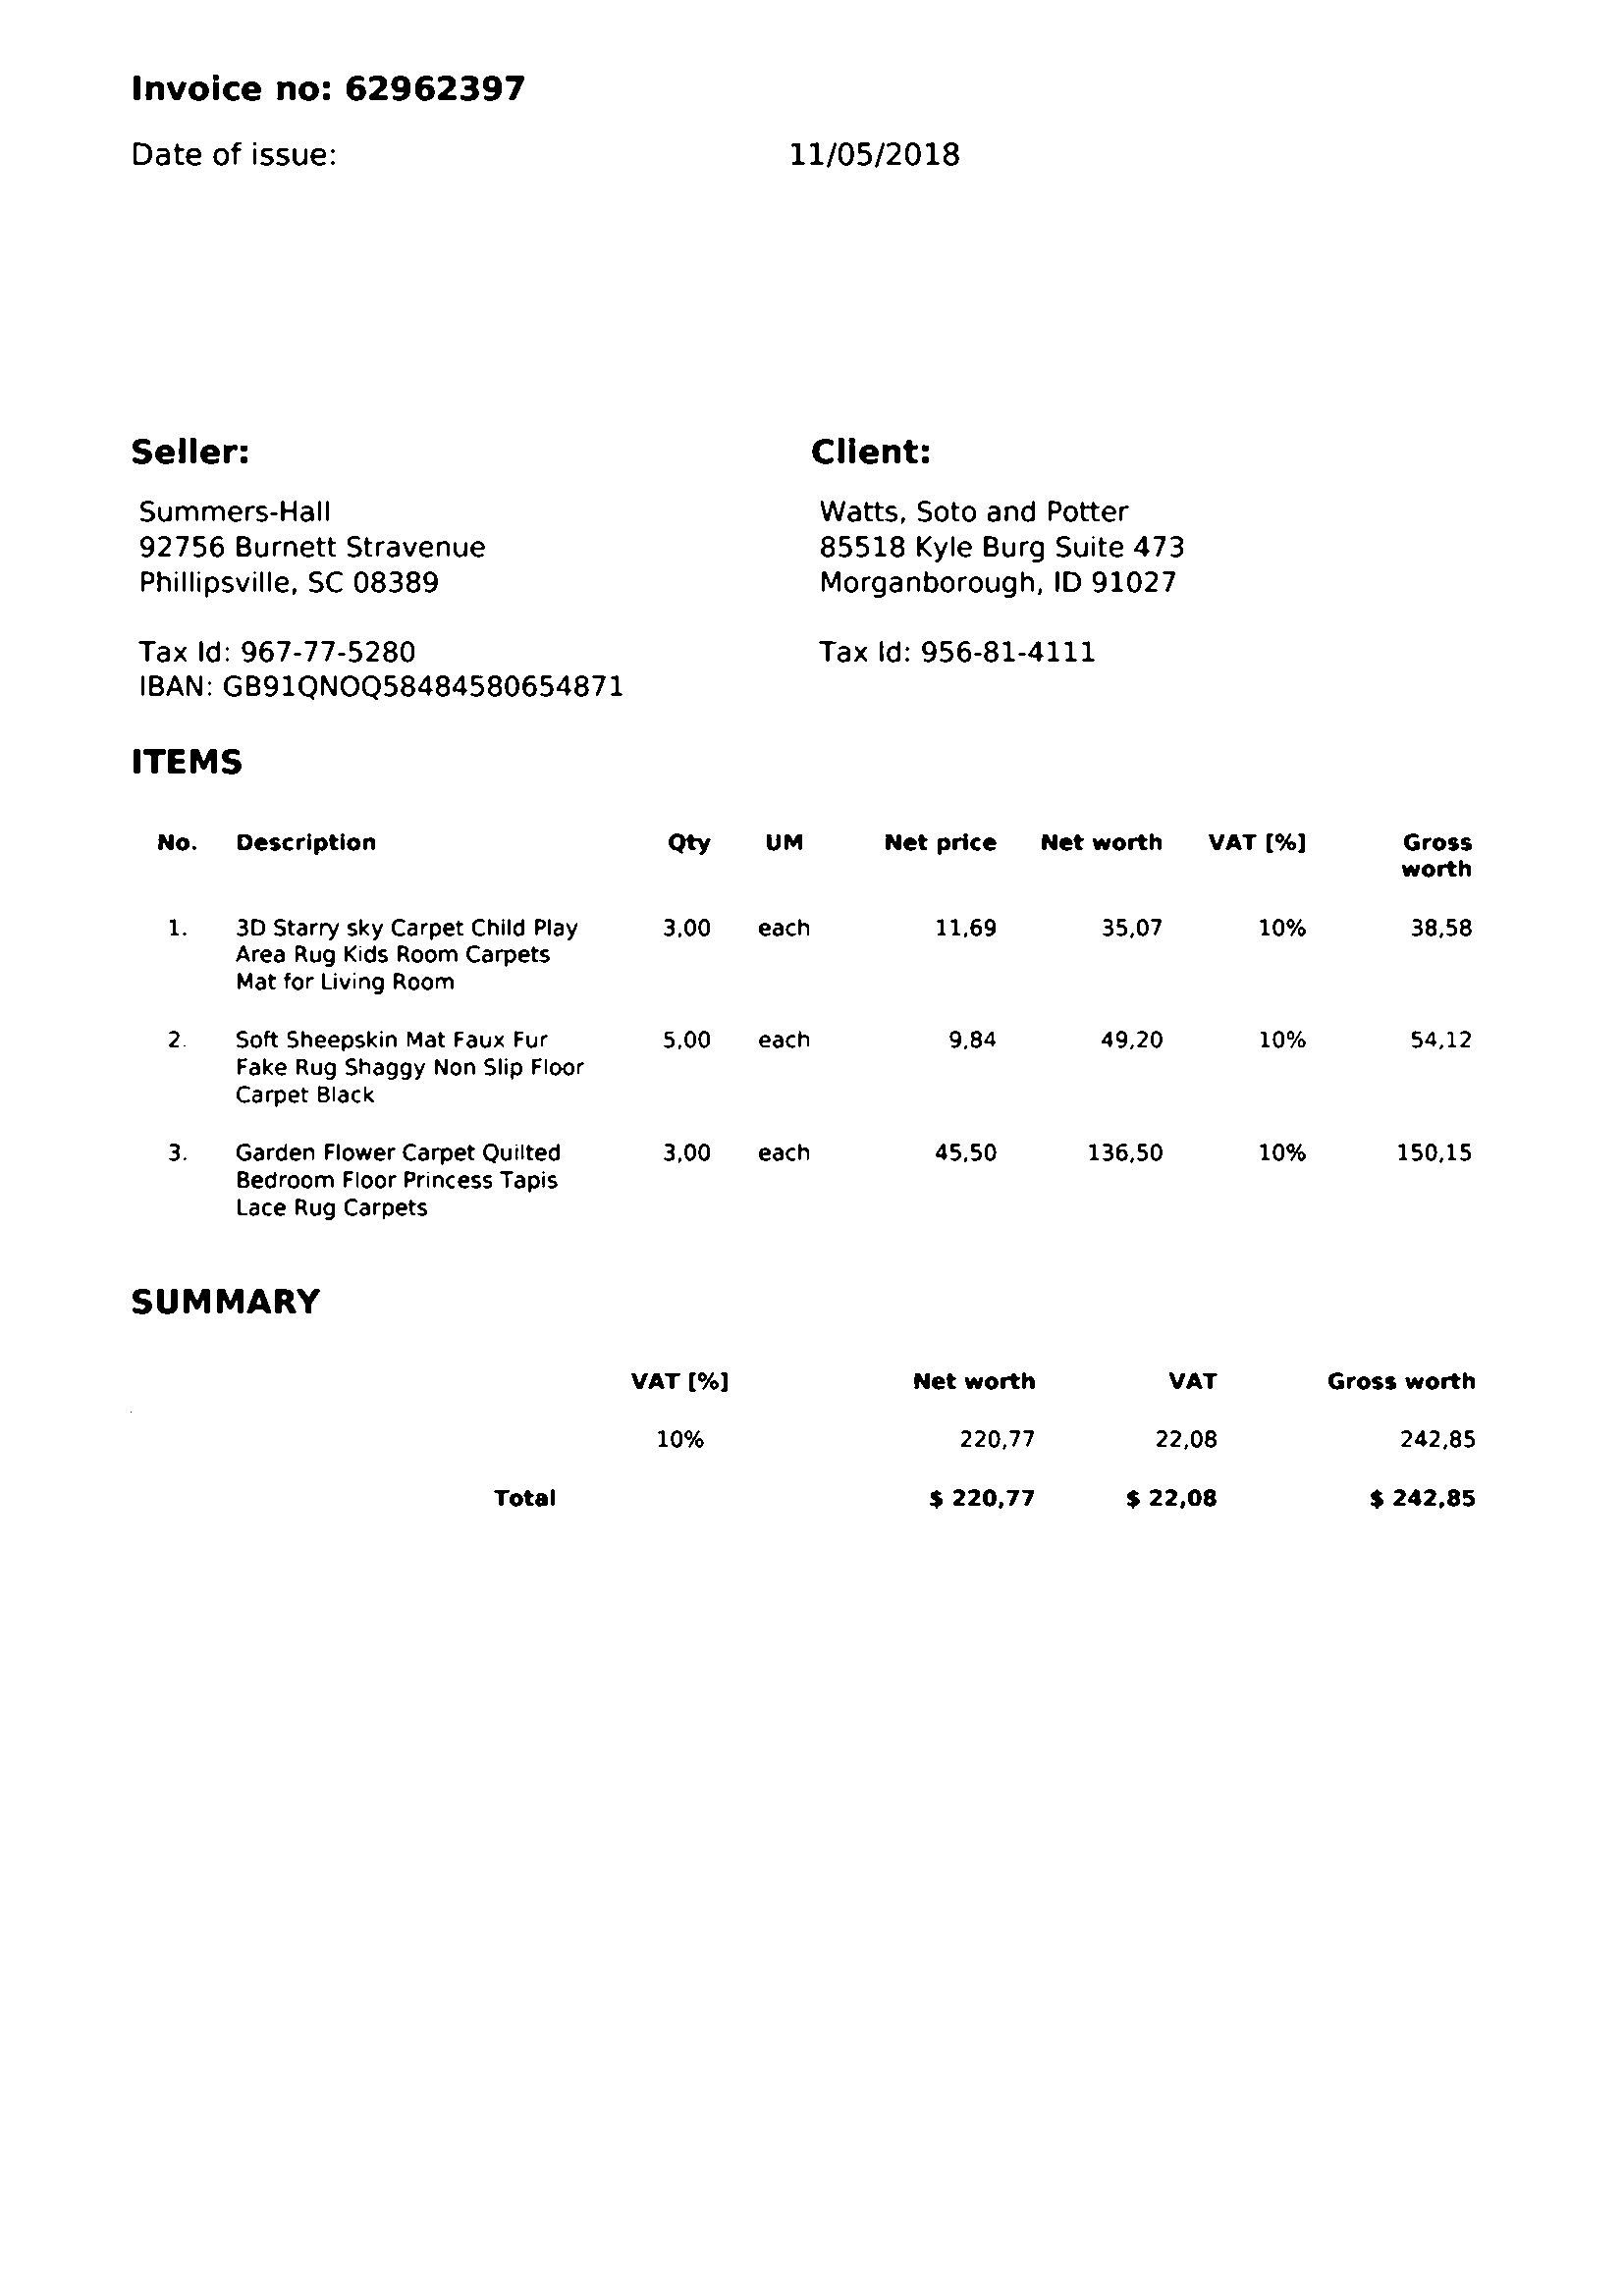 Invoice no: 62962397
Date of issue: 11/05/2018
Seller:
Summers-Hall
92756 Burnett Stravenue
Phillipsville, SC 08389
Tax Id: 967-77-5280
IBAN: GB91QNOQ58484580654871
Client:
Watts, Soto and Potter
85518 Kyle Burg Suite 473
Morganborough, ID 91027
Tax Id: 956-81-4111
ITEMS
No. Description Qty UM Net price Net worth VAT [%] Gross
worth
1. 3D Starry sky Carpet Child Play 3,00 each 11,69 35,07 10% 38,58
Area Rug Kids Room Carpets
Mat for Living Room
2. Soft Sheepskin Mat Faux Fur 5,00 each 9,84 49,20 10% 54,12
Fake Rug Shaggy Non Slip Floor
Carpet Black
3. Garden Flower Carpet Quilted 3,00 each 45,50 136,50 10% 150,15
Bedroom Floor Princess Tapis
Lace Rug Carpets
SUMMARY
VAT [%] Net worth VAT Gross worth
10% 220,77 22,08 242,85
Total $ 220,77 $ 22,08 $ 242,85